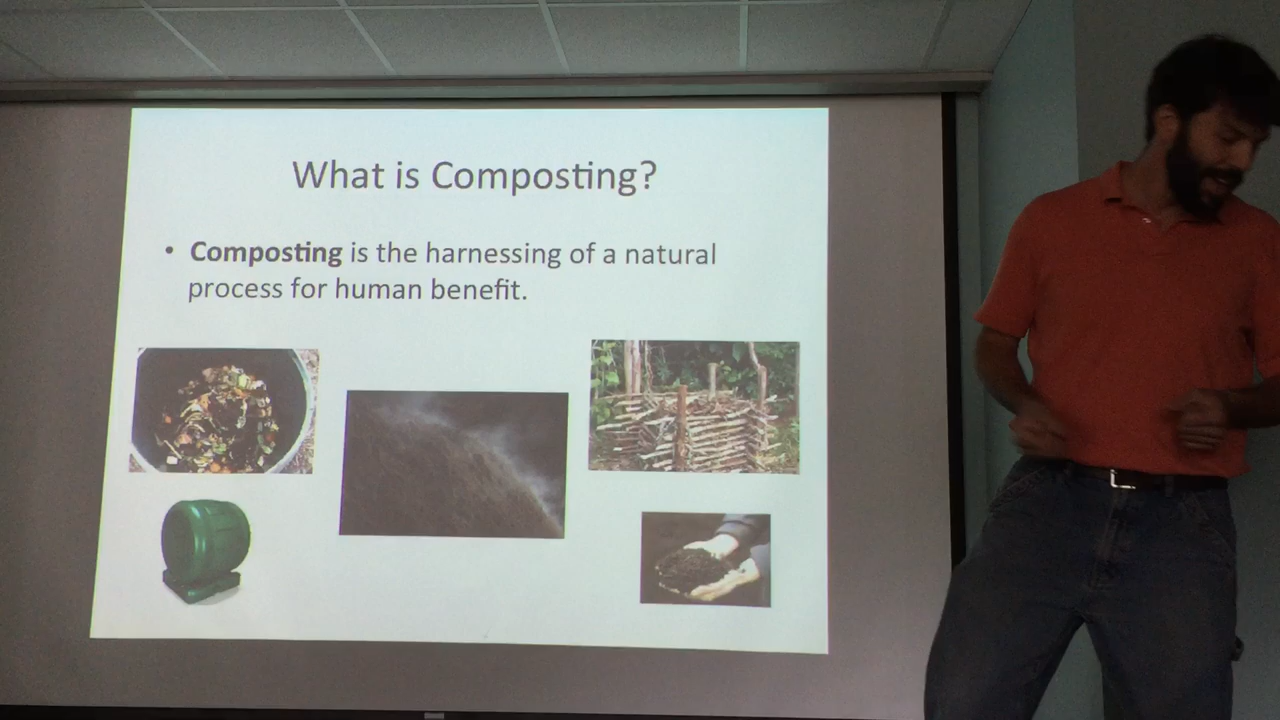 What is Composting?
• Composting is the harnessing of a natural
process for human benefit.